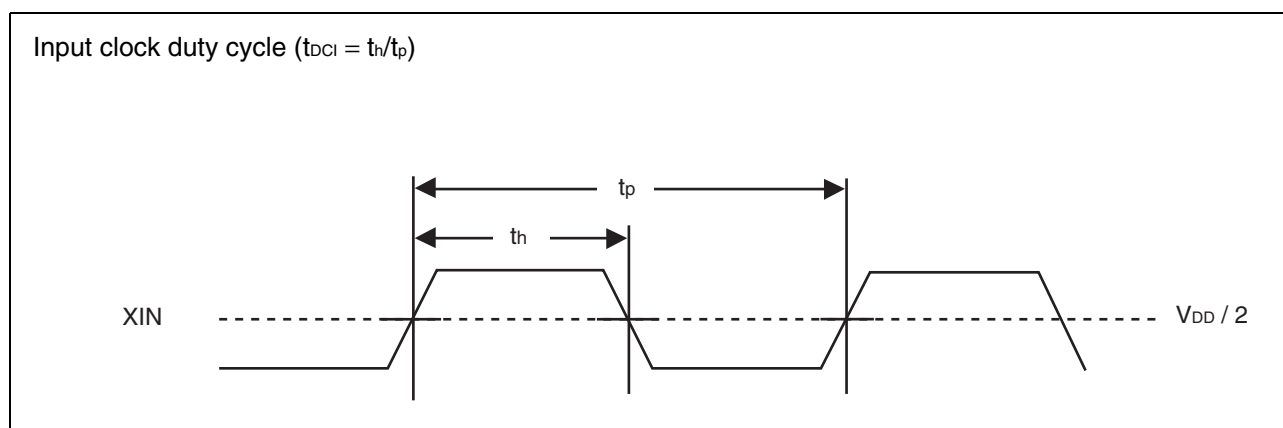 Input clock duty cycle (tDCI = th/tp)
tp
th
XIN
VDD / 2